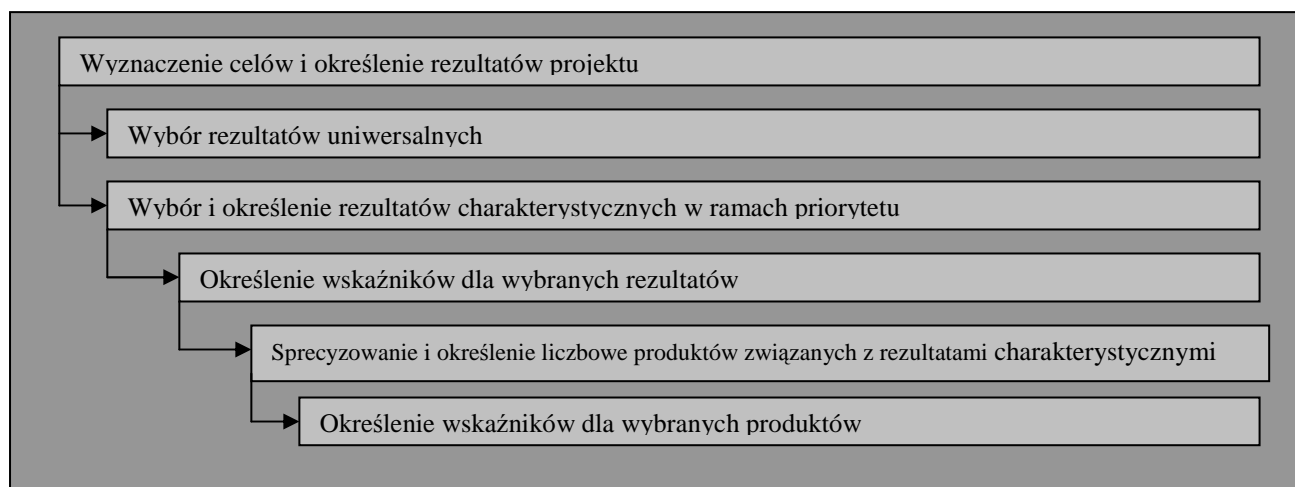 Wyznaczenie celów i określenie rezultatów projektu
Wybór rezultatów uniwersalnych
Wybór i określenie rezultatów charakterystycznych w ramach priorytetu
Określenie wskaźników dla wybranych rezultatów
Sprecyzowanie i określenie liczbowe produktów związanych z rezultatami charakterystycznymi
Określenie wskaźników dla wybranych produktów